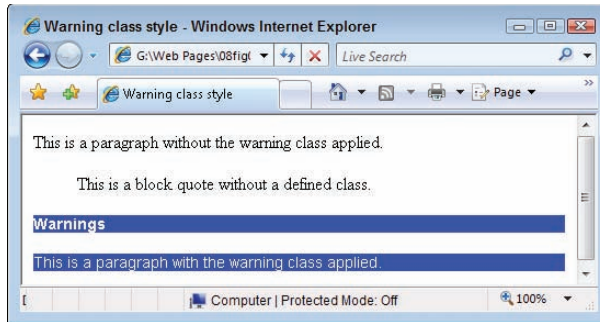 Warning class style - Windows Internet Explorer
G:\Web Pages\08fig(
Live Search
Warning class style
Page
This is a paragraph without the warning class applied.
This is a block quote without a defined class.
Warnings
This is a paragraph with the warning class applied.
Computer | Protected Mode: Off
100%